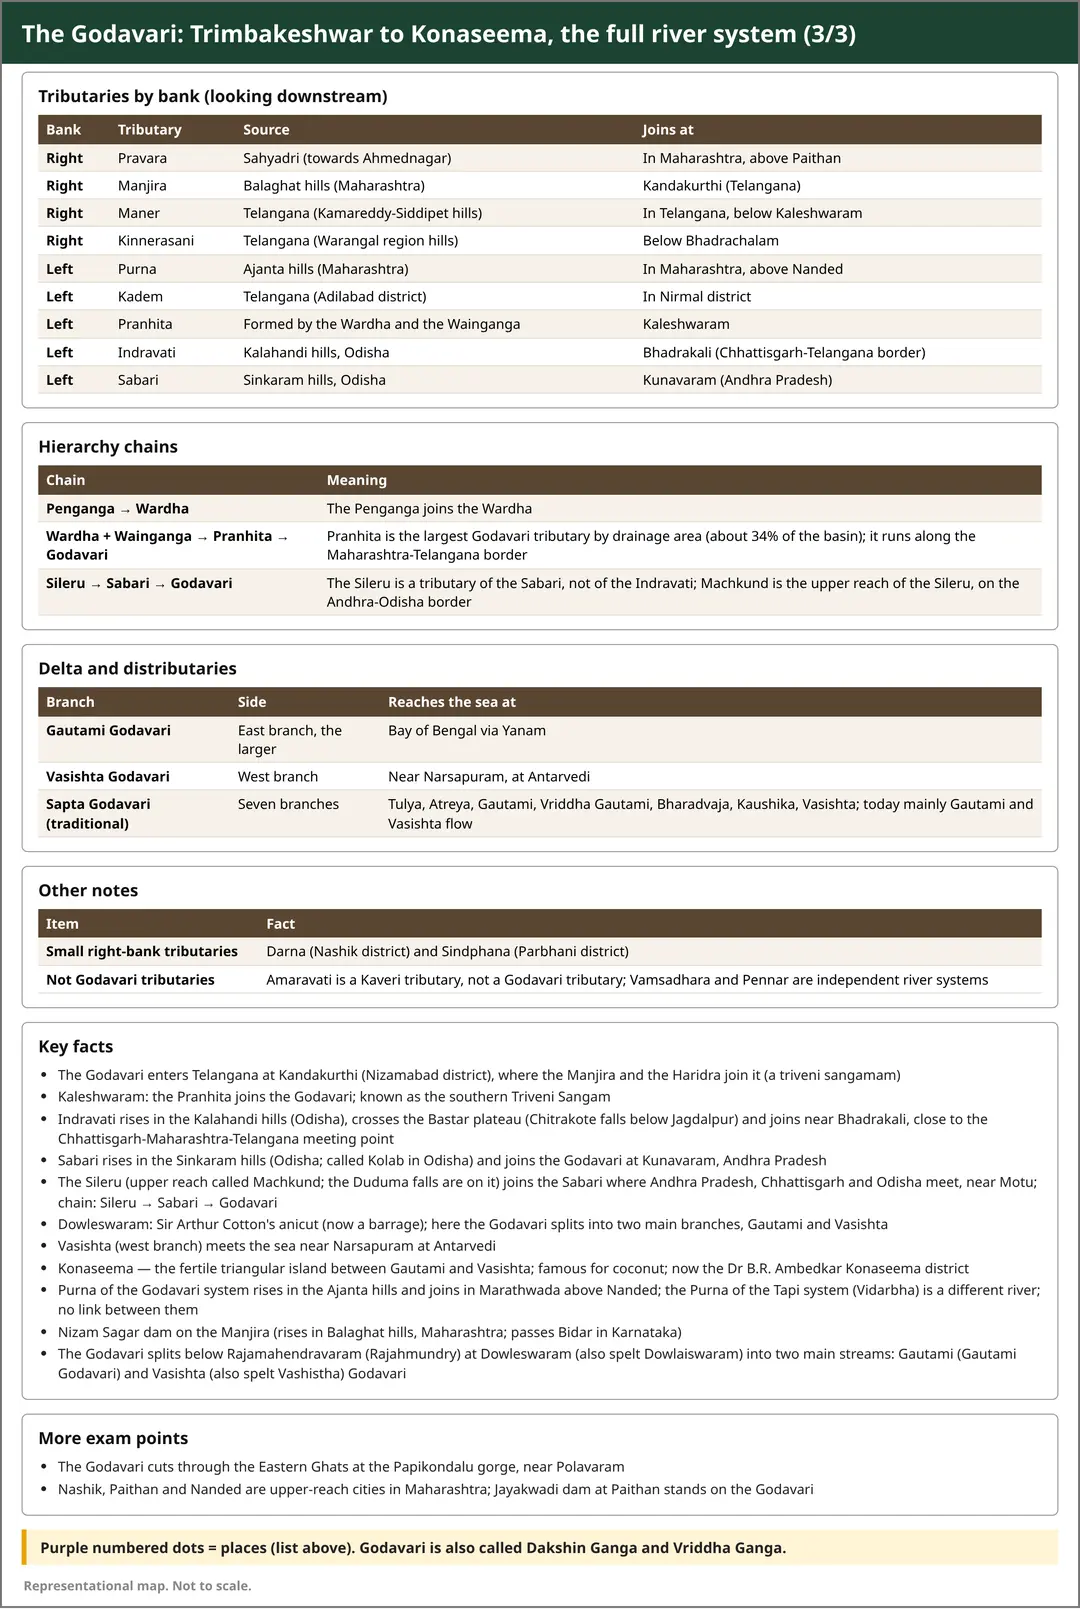 The Godavari: Trimbakeshwar to Konaseema, the full river system (3/3)
Tributaries by bank (looking downstream)
Bank Tributary Source Joins at
Right Pravara Sahyadri (towards Ahmednagar) In Maharashtra, above Paithan
Right Manjira Balaghat hills (Maharashtra) Kandakurthi (Telangana)
Right Maner Telangana (Kamareddy-Siddipet hills) In Telangana, below Kaleshwaram
Right Kinnerasani Telangana (Warangal region hills) Below Bhadrachalam
Left Purna Ajanta hills (Maharashtra) In Maharashtra, above Nanded
Left Kadem Telangana (Adilabad district) In Nirmal district
Left Pranhita Formed by the Wardha and the Wainganga Kaleshwaram
Left Indravati Kalahandi hills, Odisha Bhadrakali (Chhattisgarh-Telangana border)
Left Sabari Sinkaram hills, Odisha Kunavaram (Andhra Pradesh)
Hierarchy chains
Chain Meaning
Penganga → Wardha The Penganga joins the Wardha
Wardha + Wainganga → Pranhita → Pranhita is the largest Godavari tributary by drainage area (about 34% of the basin); it runs along the
Godavari Maharashtra-Telangana border
Sileru → Sabari → Godavari The Sileru is a tributary of the Sabari, not of the Indravati; Machkund is the upper reach of the Sileru, on the
Andhra-Odisha border
Delta and distributaries
Branch Side Reaches the sea at
Gautami Godavari East branch, the Bay of Bengal via Yanam
larger
Vasishta Godavari West branch Near Narsapuram, at Antarvedi
Sapta Godavari Seven branches Tulya, Atreya, Gautami, Vriddha Gautami, Bharadvaja, Kaushika, Vasishta; today mainly Gautami and
(traditional) Vasishta flow
Other notes
Item Fact
Small right-bank tributaries Darna (Nashik district) and Sindphana (Parbhani district)
Not Godavari tributaries Amaravati is a Kaveri tributary, not a Godavari tributary; Vamsadhara and Pennar are independent river systems
Key facts
• The Godavari enters Telangana at Kandakurthi (Nizamabad district), where the Manjira and the Haridra join it (a triveni sangamam)
• Kaleshwaram: the Pranhita joins the Godavari; known as the southern Triveni Sangam
• Indravati rises in the Kalahandi hills (Odisha), crosses the Bastar plateau (Chitrakote falls below Jagdalpur) and joins near Bhadrakali, close to the
Chhattisgarh-Maharashtra-Telangana meeting point
• Sabari rises in the Sinkaram hills (Odisha; called Kolab in Odisha) and joins the Godavari at Kunavaram, Andhra Pradesh
• The Sileru (upper reach called Machkund; the Duduma falls are on it) joins the Sabari where Andhra Pradesh, Chhattisgarh and Odisha meet, near Motu;
chain: Sileru → Sabari → Godavari
• Dowleswaram: Sir Arthur Cotton's anicut (now a barrage); here the Godavari splits into two main branches, Gautami and Vasishta
• Vasishta (west branch) meets the sea near Narsapuram at Antarvedi
• Konaseema — the fertile triangular island between Gautami and Vasishta; famous for coconut; now the Dr B.R. Ambedkar Konaseema district
• Purna of the Godavari system rises in the Ajanta hills and joins in Marathwada above Nanded; the Purna of the Tapi system (Vidarbha) is a different river;
no link between them
• Nizam Sagar dam on the Manjira (rises in Balaghat hills, Maharashtra; passes Bidar in Karnataka)
• The Godavari splits below Rajamahendravaram (Rajahmundry) at Dowleswaram (also spelt Dowlaiswaram) into two main streams: Gautami (Gautami
Godavari) and Vasishta (also spelt Vashistha) Godavari
More exam points
• The Godavari cuts through the Eastern Ghats at the Papikondalu gorge, near Polavaram
• Nashik, Paithan and Nanded are upper-reach cities in Maharashtra; Jayakwadi dam at Paithan stands on the Godavari
Purple numbered dots = places (list above). Godavari is also called Dakshin Ganga and Vriddha Ganga.
Representational map. Not to scale.